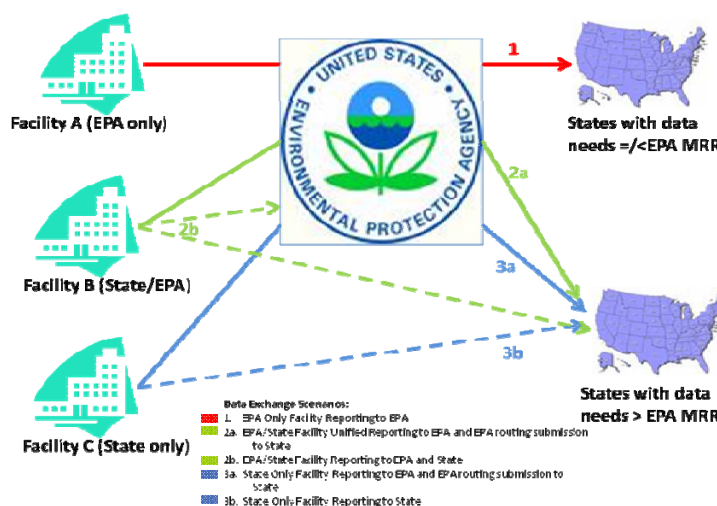 UNITED STATES
ENVIRONMENTAL PROTECTION AGENCY
1
Facility A (EPA only)
States with data
needs =/<EPA MRR
2a
2b
Facility B (State/EPA)
3a
3b
Facility C (State only)
States with data
needs > EPA MRR
Data Exchange Scenarios:
1. EPA Only Facility Reporting to EPA
2a. EPA/State Facility Unified Reporting to EPA and EPA routing submission
to State
2b. EPA/State Facility Reporting to EPA and State
3a. State Only Facility Reporting to EPA and EPA routing submission to
State
3b. State Only Facility Reporting to State